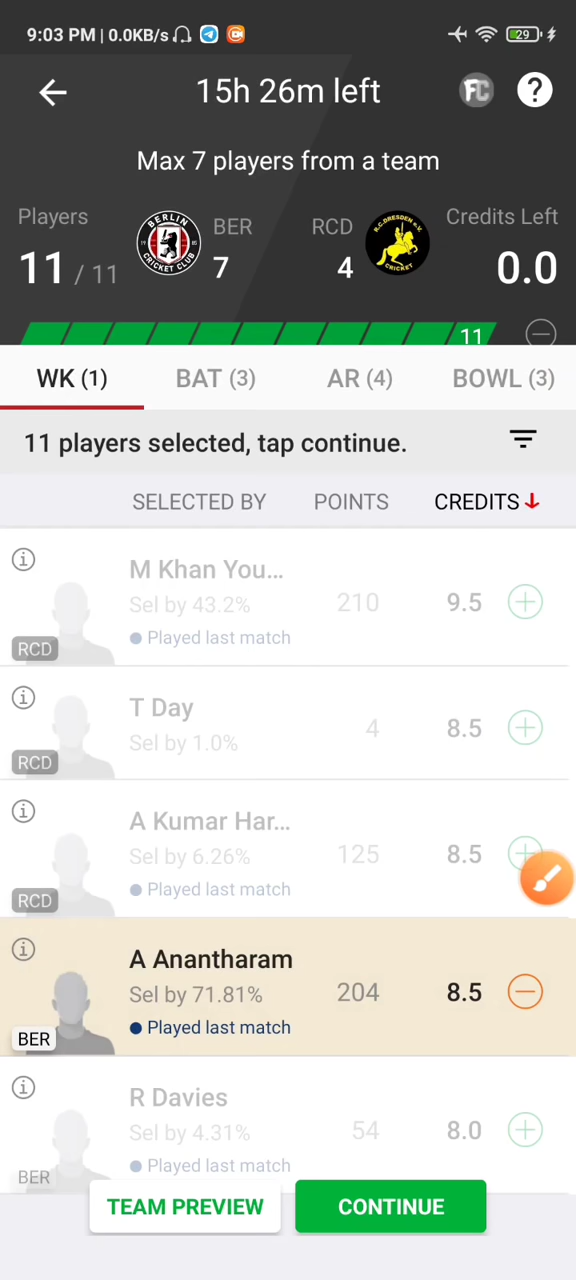 9:03 PM | 0.0KB/s 29
15h 26m left FC ?
Max 7 players from a team
Players BER RCD Credits Left
11 / 11 7 4 0.0
BERLIN CRICKET CLUB
R.C. DRESDEN e.V. CRICKET
11
WK (1) BAT (3) AR (4) BOWL (3)
11 players selected, tap continue.
SELECTED BY POINTS CREDITS
M Khan You...
Sel by 43.2% 210 9.5
Played last match
RCD
T Day
Sel by 1.0% 4 8.5
RCD
A Kumar Har...
Sel by 6.26% 125 8.5
Played last match
RCD
A Anantharam
Sel by 71.81% 204 8.5
Played last match
BER
R Davies
Sel by 4.31% 54 8.0
Played last match
BER
TEAM PREVIEW CONTINUE